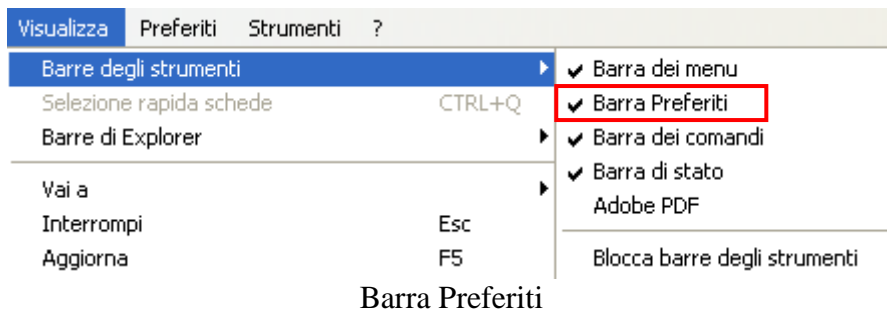 Visualizza Preferiti Strumenti ?
Barre degli strumenti
Selezione rapida schede CTRL+Q
Barre di Explorer
Vai a
Interrompi Esc
Aggiorna F5
Barra dei menu
Barra Preferiti
Barra dei comandi
Barra di stato
Adobe PDF
Blocca barre degli strumenti
Barra Preferiti